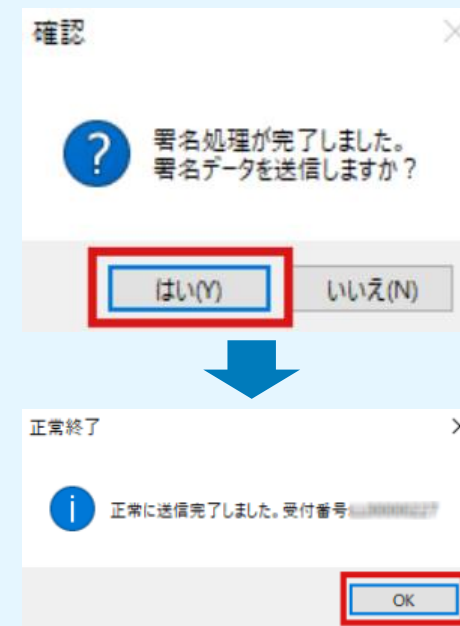 確認
署名処理が完了しました。
署名データを送信しますか？
はい(Y)
いいえ(N)
正常終了
正常に送信完了しました。受付番号
OK